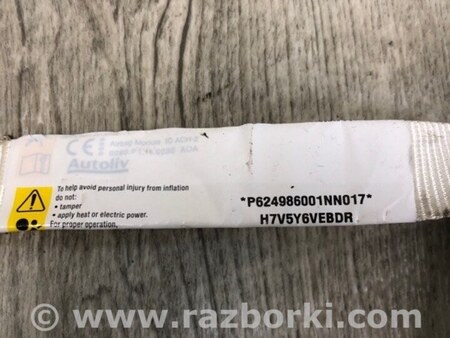 Autoliv
To help avoid personal injury from inflation
do not:
• tamper
• apply heat or electric power.
For proper operation,
*P624986001NN017*
H7V5Y6VEBDR
© www.razborki.com